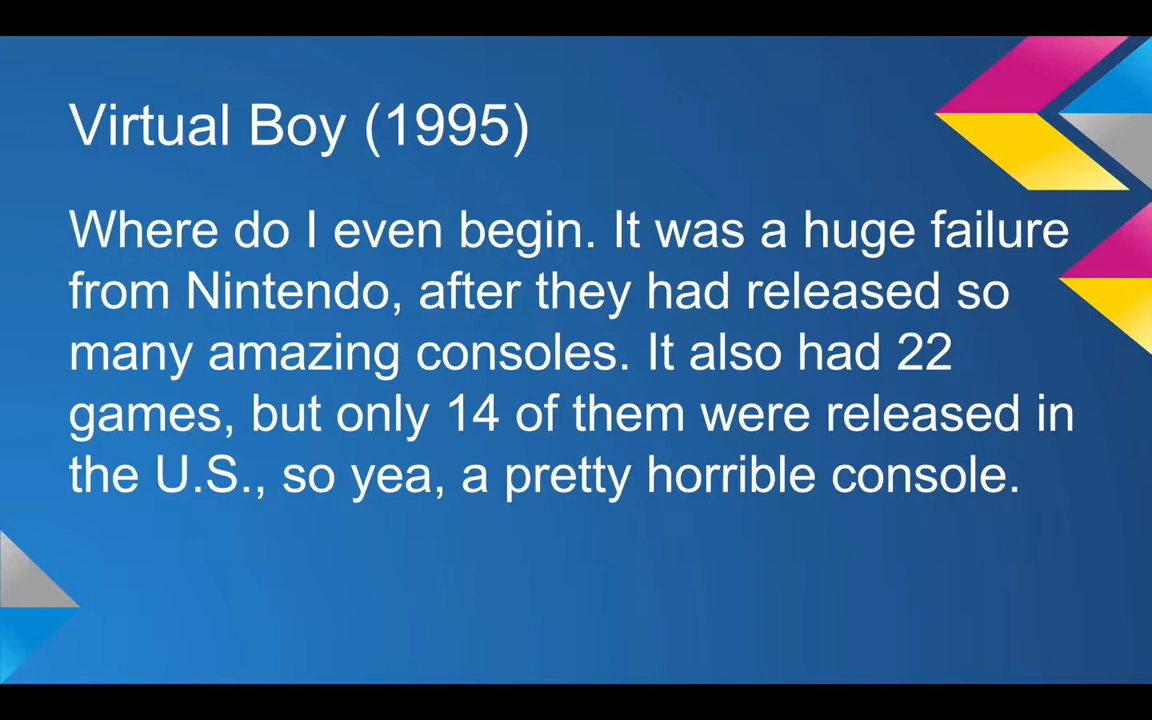 Virtual Boy (1995)
Where do I even begin. It was a huge failure
from Nintendo, after they had released so
many amazing consoles. It also had 22
games, but only 14 of them were released in
the U.S., so yea, a pretty horrible console.